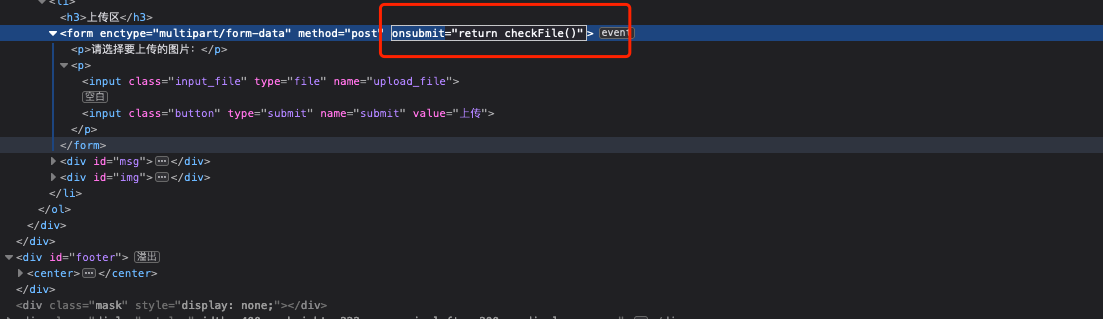 <li>
<h3>上传区</h3>
<form enctype="multipart/form-data" method="post" onsubmit="return checkFile()"> event
<p>请选择要上传的图片: </p>
<p>
<input class="input_file" type="file" name="upload_file">
空白
<input class="button" type="submit" name="submit" value="上传">
</p>
</form>
<div id="msg"></div>
<div id="img"></div>
</li>
</ol>
</div>
</div>
<div id="footer"> 溢出
<center></center>
</div>
<div class="mask" style="display: none;"></div>